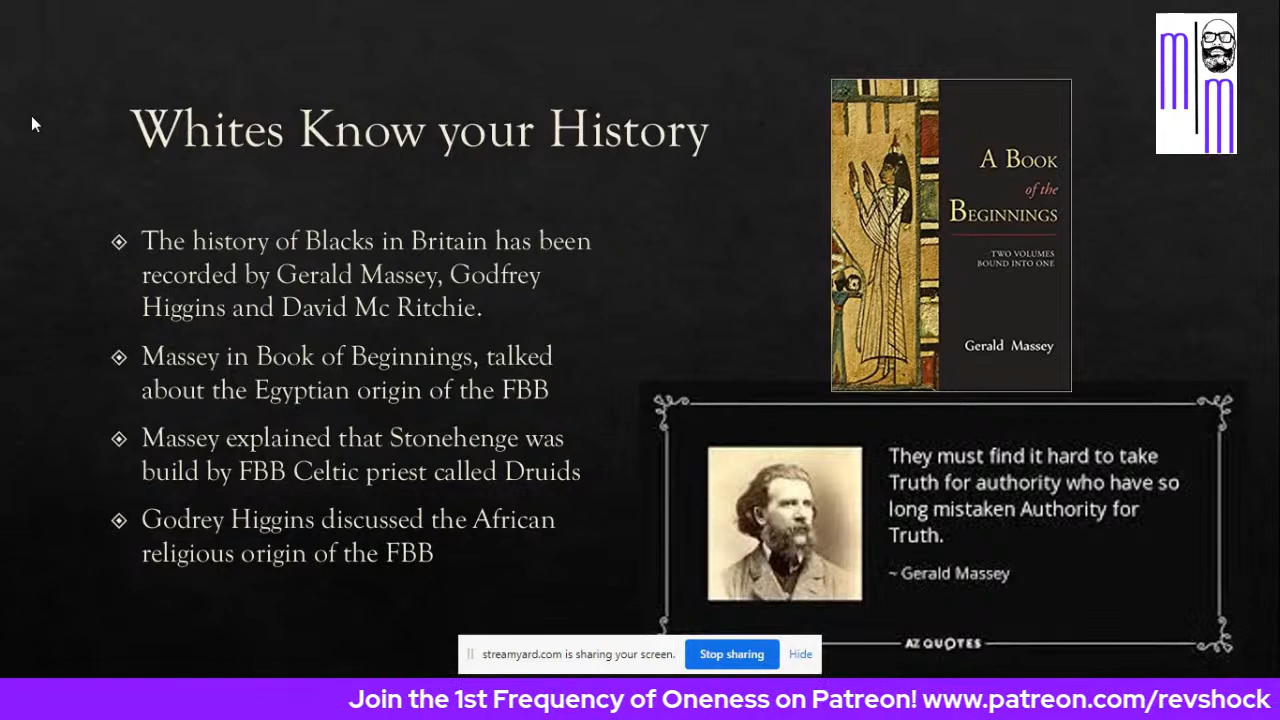 Whites Know your History
The history of Blacks in Britain has been
recorded by Gerald Massey, Godfrey
Higgins and David Mc Ritchie.
Massey in Book of Beginnings, talked
about the Egyptian origin of the FBB
Massey explained that Stonehenge was
build by FBB Celtic priest called Druids
Godrey Higgins discussed the African
religious origin of the FBB
m
m
A BOOK
of the
BEGINNINGS
TWO VOLUMES
BOUND INTO ONE
Gerald Massey
They must find it hard to take
Truth for authority who have so
long mistaken Authority for
Truth.
~ Gerald Massey
AZ QUOTES
streamyard.com is sharing your screen.
Stop sharing
Hide
Join the 1st Frequency of Oneness on Patreon! www.patreon.com/revshock